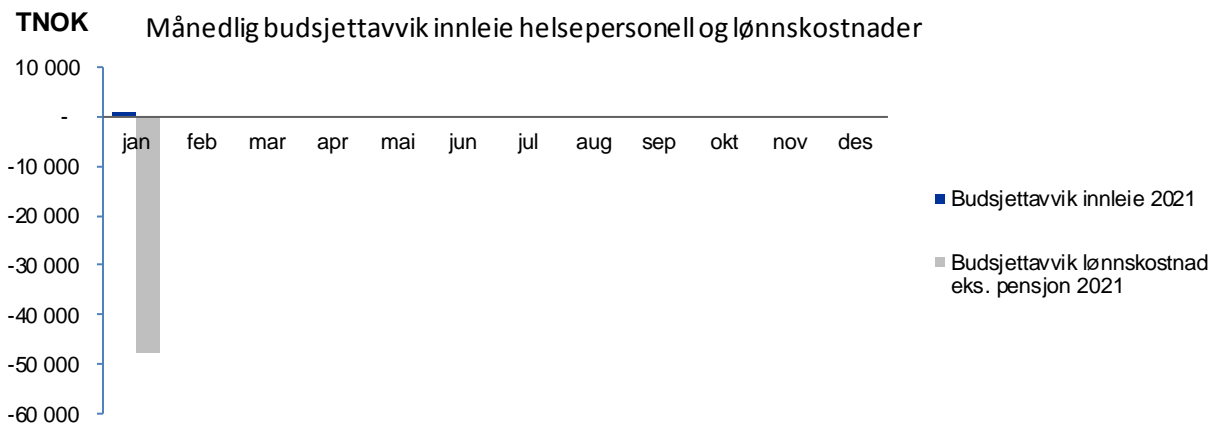 TNOK
Månedlig budsjettavvik innleie helsepersonell og lønnskostnader
10 000
-
-10 000
-20 000
-30 000
-40 000
-50 000
-60 000
jan feb mar apr mai jun jul aug sep okt nov des
Budsjettavvik innleie 2021
Budsjettavvik lønnskostnad
eks. pensjon 2021